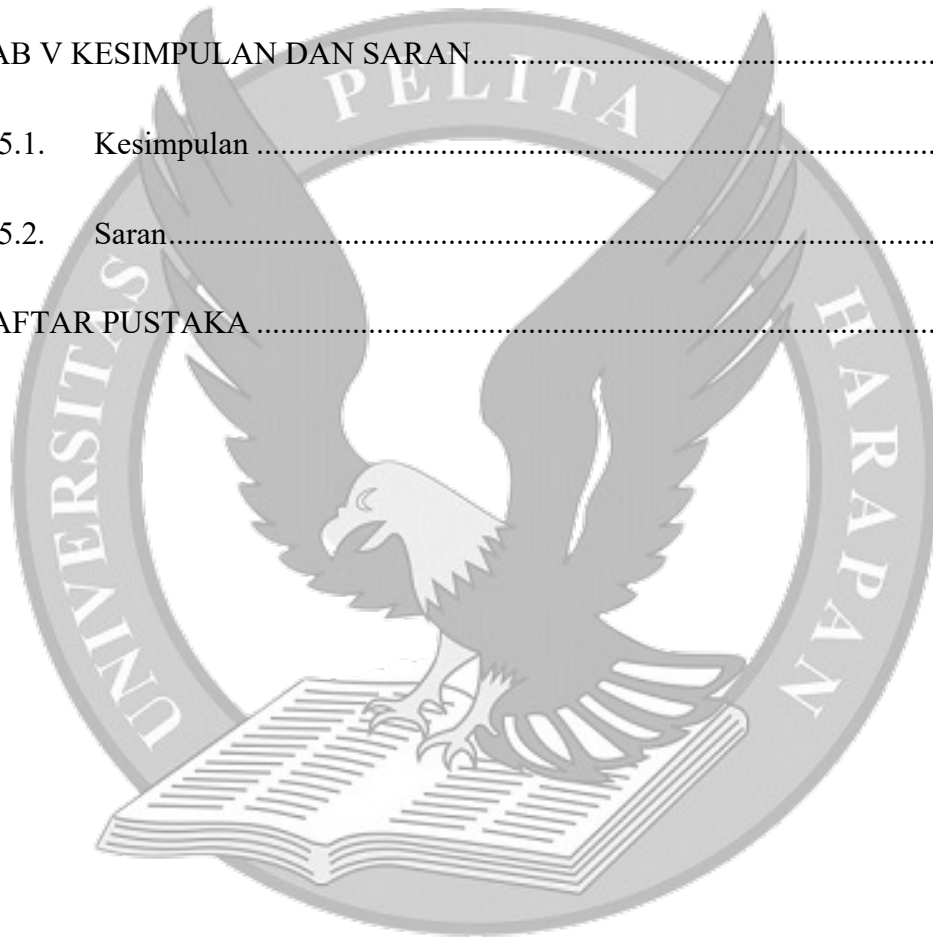 AB V KESIMPULAN DAN SARAN
5.1. Kesimpulan
5.2. Saran
AFTAR PUSTAKA
UNIVERSITAS PELITA HARAPAN